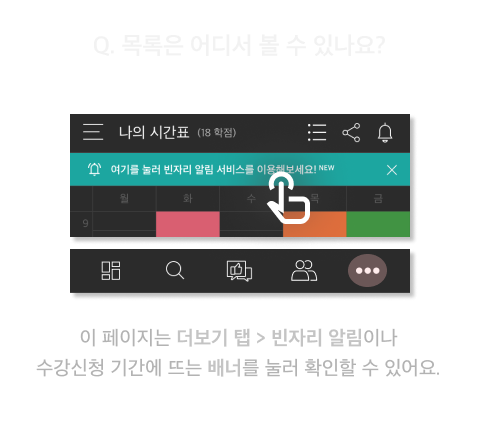 Q. 목록은 어디서 볼 수 있나요?
나의 시간표 (18 학점)
여기를 눌러 빈자리 알림 서비스를 이용해보세요! NEW
월 화 수 목 금
9
이 페이지는 더보기 탭 > 빈자리 알림이나
수강신청 기간에 뜨는 배너를 눌러 확인할 수 있어요.